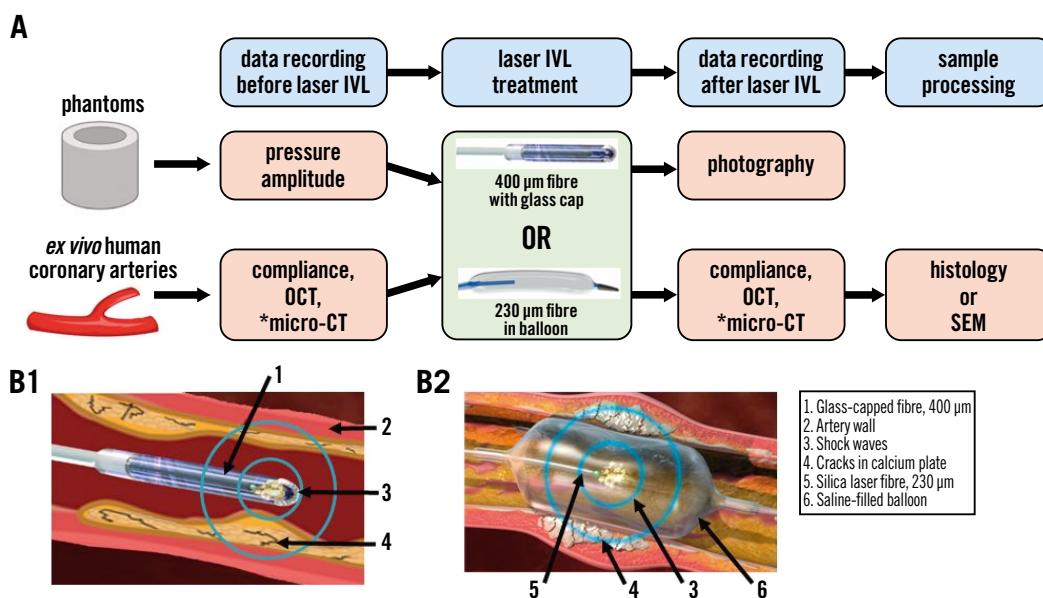 A
data recording
before laser IVL
laser IVL
treatment
data recording
after laser IVL
sample
processing
phantoms
pressure
amplitude
400 µm fibre
with glass cap
OR
230 µm fibre
in balloon
photography
ex vivo human
coronary arteries
compliance,
OCT,
*micro-CT
compliance,
OCT,
*micro-CT
histology
or
SEM
B1
1
2
3
4
B2
5
4
3
6
1. Glass-capped fibre, 400 µm
2. Artery wall
3. Shock waves
4. Cracks in calcium plate
5. Silica laser fibre, 230 µm
6. Saline-filled balloon